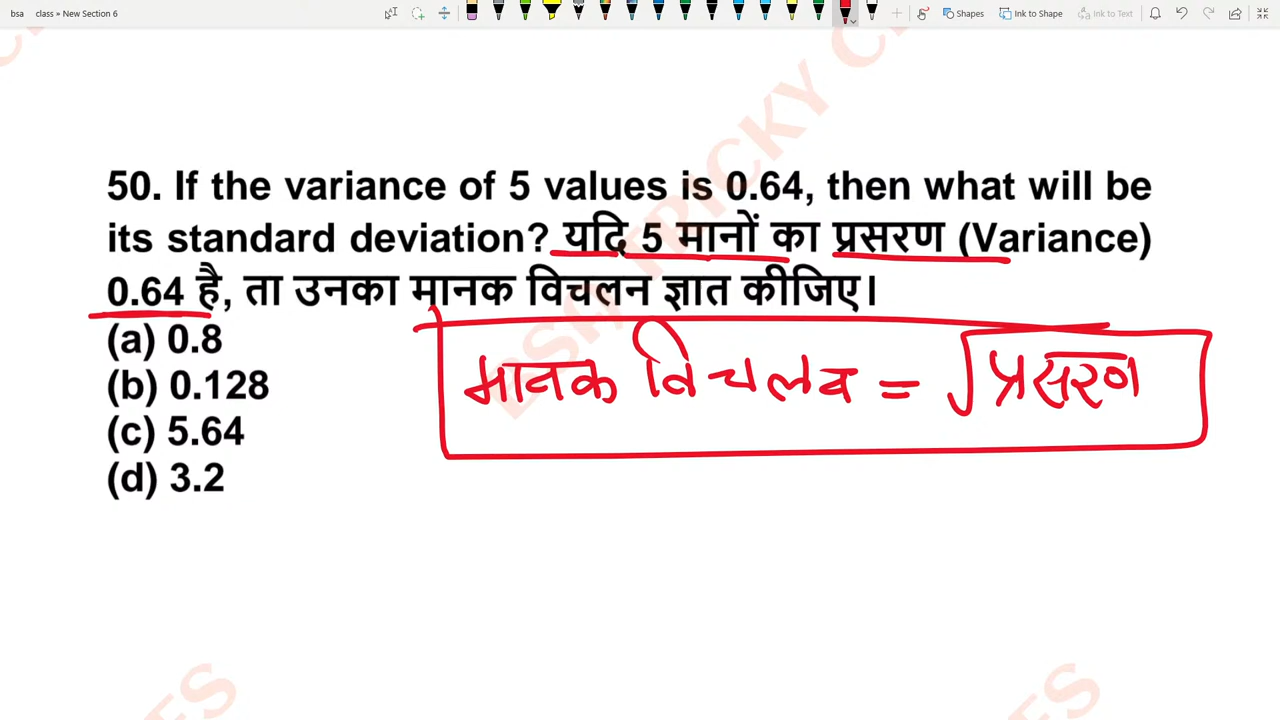 bsa class » New Section 6 Shapes Ink to Shape Ink to Text
50. If the variance of 5 values is 0.64, then what will be
its standard deviation? यदि 5 मानों का प्रसरण (Variance)
0.64 है, ता उनका मानक विचलन ज्ञात कीजिए।
(a) 0.8
मानक विचलन = √प्रसरण
(b) 0.128
(c) 5.64
(d) 3.2